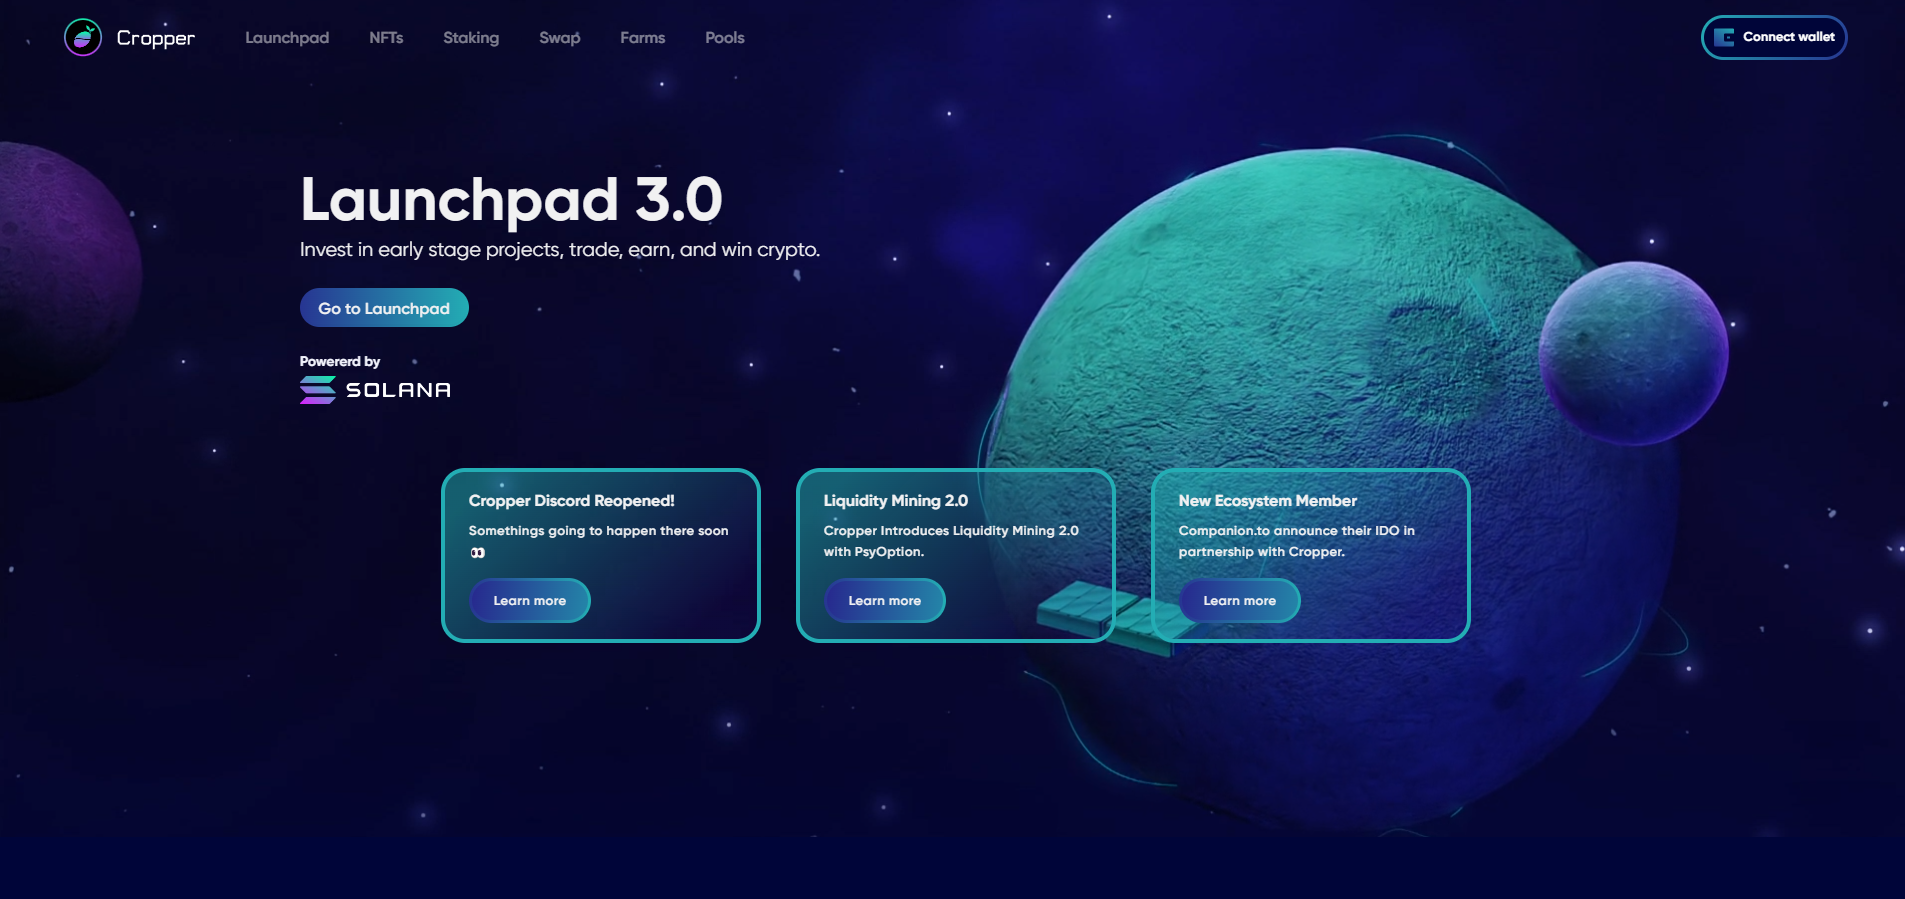 Cropper
Launchpad
NFTs
Staking
Swap
Farms
Pools
Connect wallet
Launchpad 3.0
Invest in early stage projects, trade, earn, and win crypto.
Go to Launchpad
Powererd by
SOLANA
Cropper Discord Reopened!
Somethings going to happen there soon
👀
Learn more
Liquidity Mining 2.0
Cropper Introduces Liquidity Mining 2.0
with PsyOption.
Learn more
New Ecosystem Member
Companion.to announce their IDO in
partnership with Cropper.
Learn more